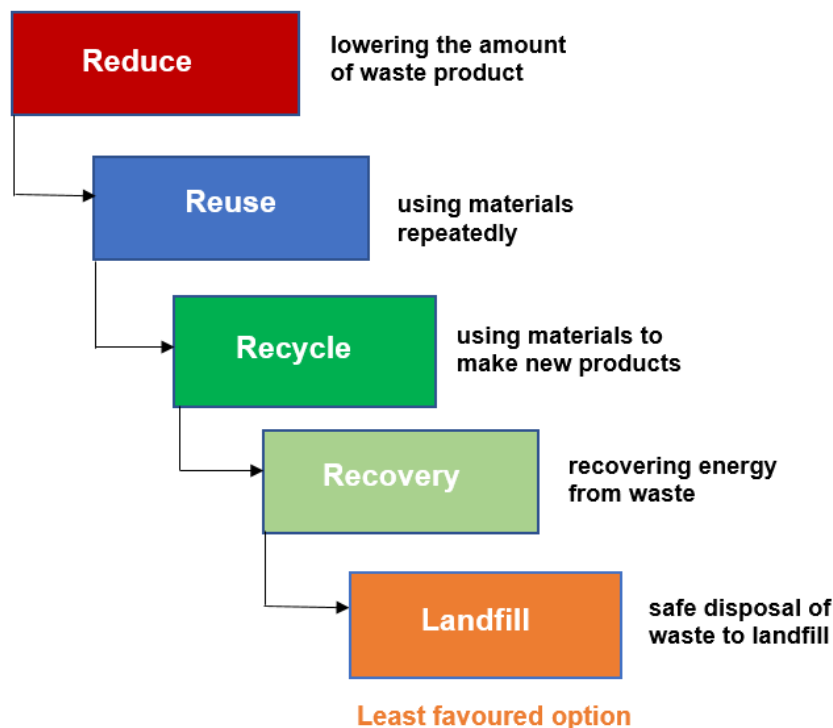 Reduce
lowering the amount
of waste product
Reuse
using materials
repeatedly
Recycle
using materials to
make new products
Recovery
recovering energy
from waste
Landfill
safe disposal of
waste to landfill
Least favoured option